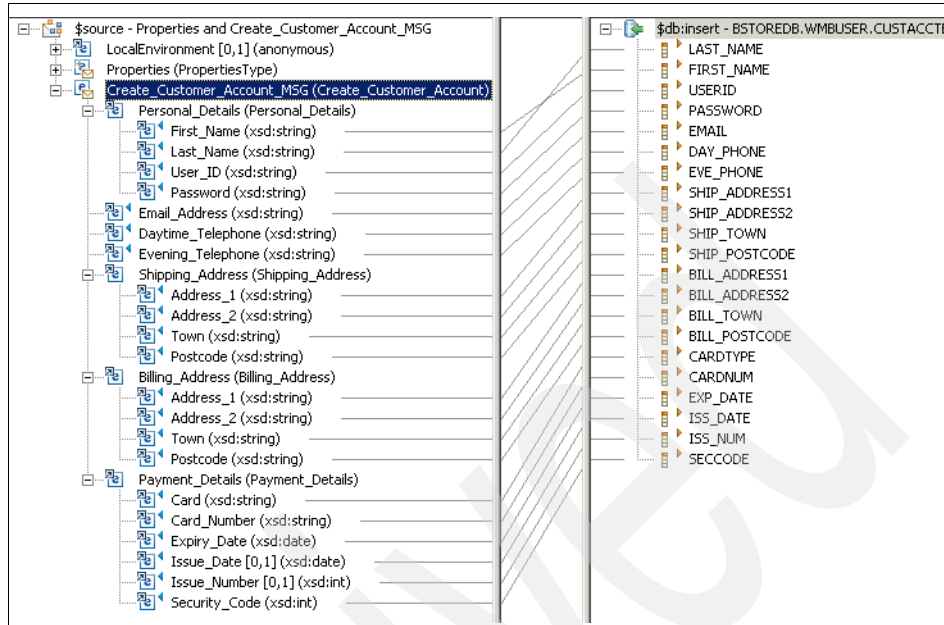 $source - Properties and Create_Customer_Account_MSG
LocalEnvironment [0,1] (anonymous)
Properties (PropertiesType)
Create_Customer_Account_MSG (Create_Customer_Account)
Personal_Details (Personal_Details)
First_Name (xsd:string)
Last_Name (xsd:string)
User_ID (xsd:string)
Password (xsd:string)
Email_Address (xsd:string)
Daytime_Telephone (xsd:string)
Evening_Telephone (xsd:string)
Shipping_Address (Shipping_Address)
Address_1 (xsd:string)
Address_2 (xsd:string)
Town (xsd:string)
Postcode (xsd:string)
Billing_Address (Billing_Address)
Address_1 (xsd:string)
Address_2 (xsd:string)
Town (xsd:string)
Postcode (xsd:string)
Payment_Details (Payment_Details)
Card (xsd:string)
Card_Number (xsd:string)
Expiry_Date (xsd:date)
Issue_Date [0,1] (xsd:date)
Issue_Number [0,1] (xsd:int)
Security_Code (xsd:int)
$db:insert - BSTOREDB.WMBUSER.CUSTACCTE
LAST_NAME
FIRST_NAME
USERID
PASSWORD
EMAIL
DAY_PHONE
EVE_PHONE
SHIP_ADDRESS1
SHIP_ADDRESS2
SHIP_TOWN
SHIP_POSTCODE
BILL_ADDRESS1
BILL_ADDRESS2
BILL_TOWN
BILL_POSTCODE
CARDTYPE
CARDNUM
EXP_DATE
ISS_DATE
ISS_NUM
SECCODE